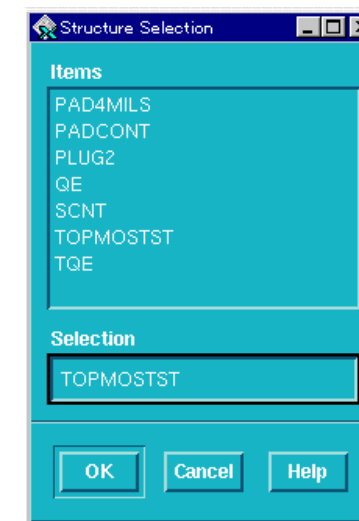 Structure Selection
Items
PAD4MILS
PADCONT
PLUG2
QE
SCNT
TOPMOSTST
TQE
Selection
TOPMOSTST
OK Cancel Help